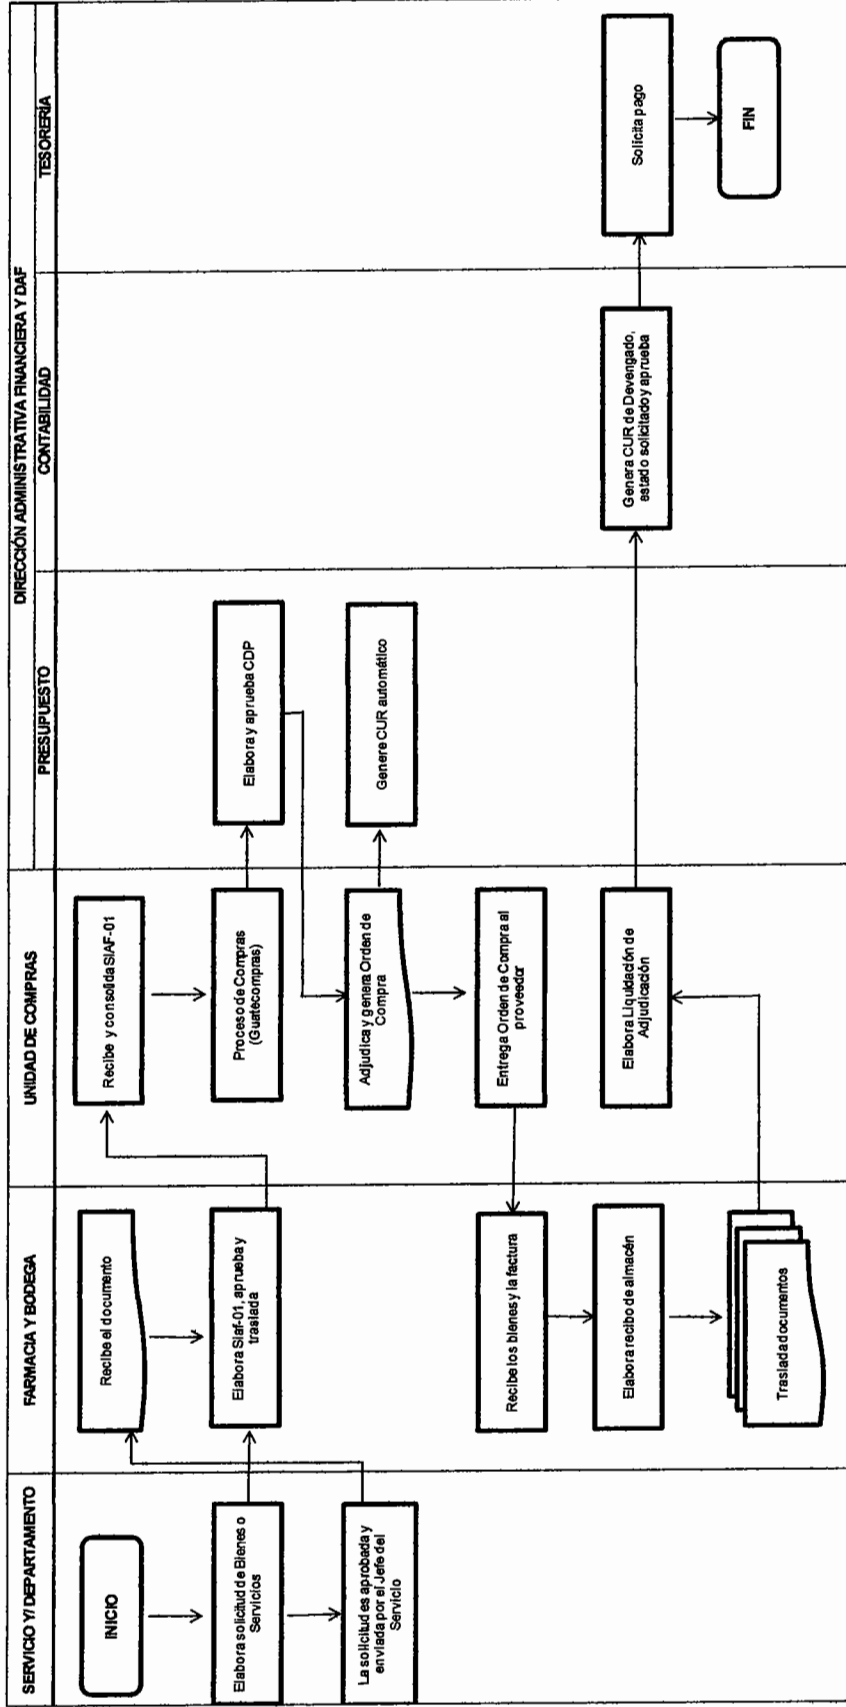 DIRECCIÓN ADMINISTRATIVA FINANCIERA Y DAF
SERVICIO Y/ DEPARTAMENTO
FARMACIA Y BODEGA
UNIDAD DE COMPRAS
PRESUPUESTO
CONTABILIDAD
TESORERÍA
INICIO
Elabora solicitud de Bienes o
Servicios
La solicitud es aprobada y
enviada por el Jefe del
Servicio
Recibe el documento
Elabora Siaf-01, aprueba y
traslada
Recibe y consolida SIAF-01
Proceso de Compras
(Guatecompras)
Elabora y aprueba CDP
Adjudica y genera Orden de
Compra
Genere CUR automático
Entrega Orden de Compra al
proveedor
Recibe los bienes y la factura
Elabora recibo de almacén
Traslada documentos
Elabora Liquidación de
Adjudicación
Genera CUR de Devengado,
estado solicitado y aprueba
Solicita pago
FIN